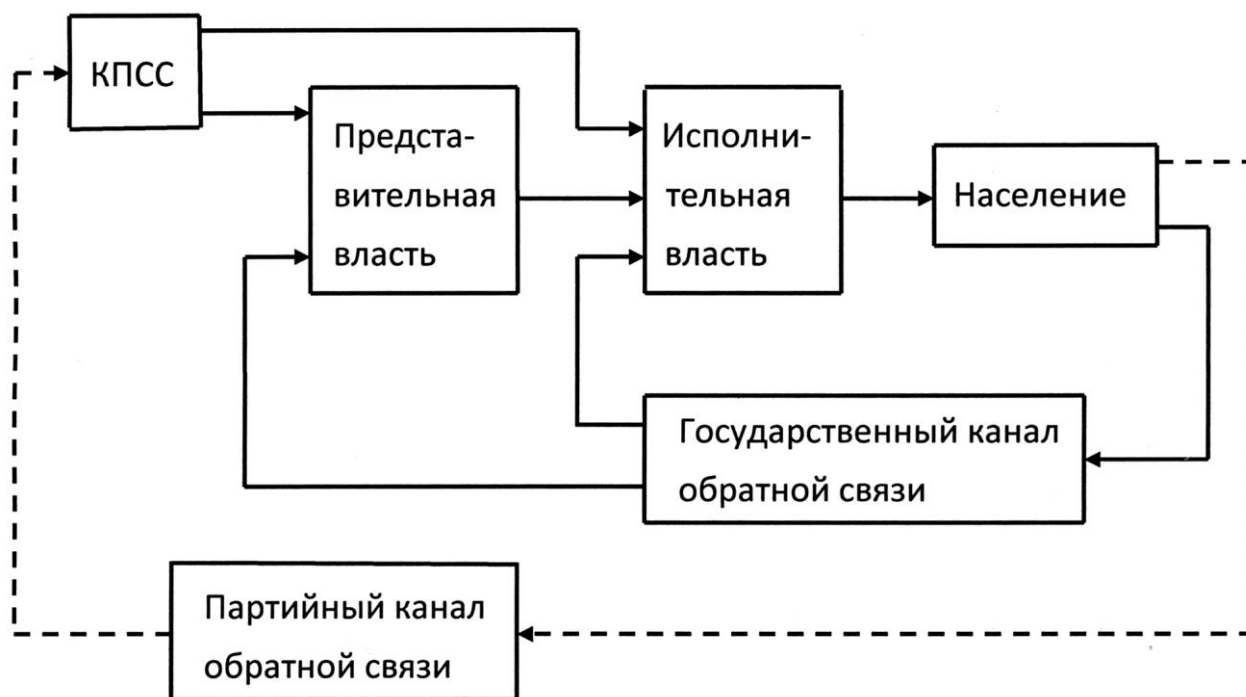 КПСС
Предста-
вительная
власть
Исполни-
тельная
власть
Население
Государственный канал
обратной связи
Партийный канал
обратной связи